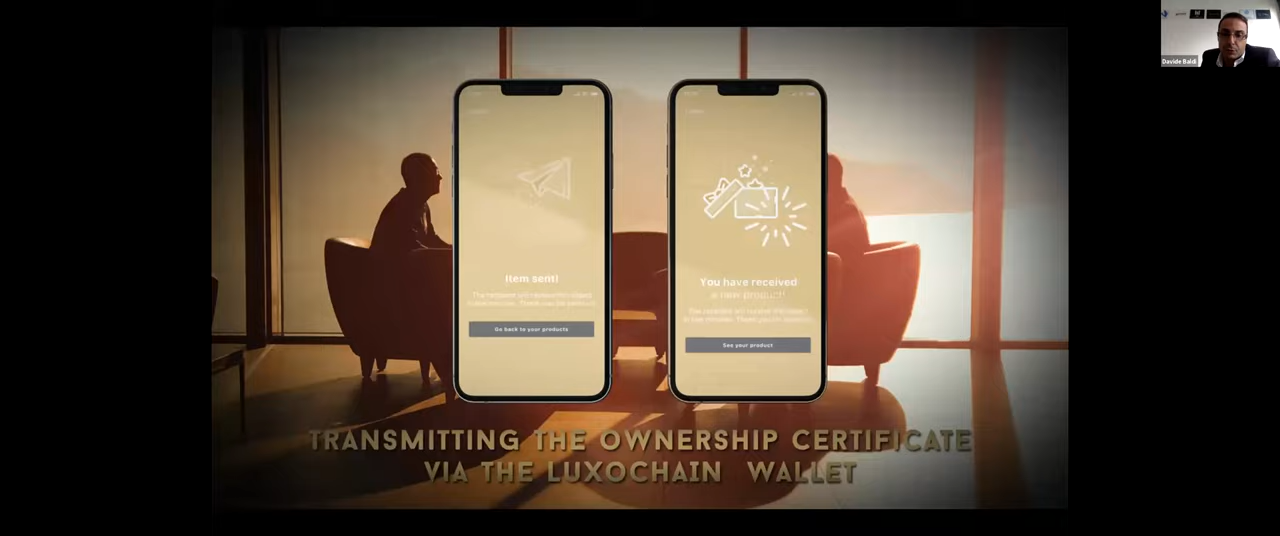 Davide Baldi
Item sent!
Go back to your products
You have received
a new product!
See your product
TRANSMITTING THE OWNERSHIP CERTIFICATE
VIA THE LUXOCHAIN WALLET